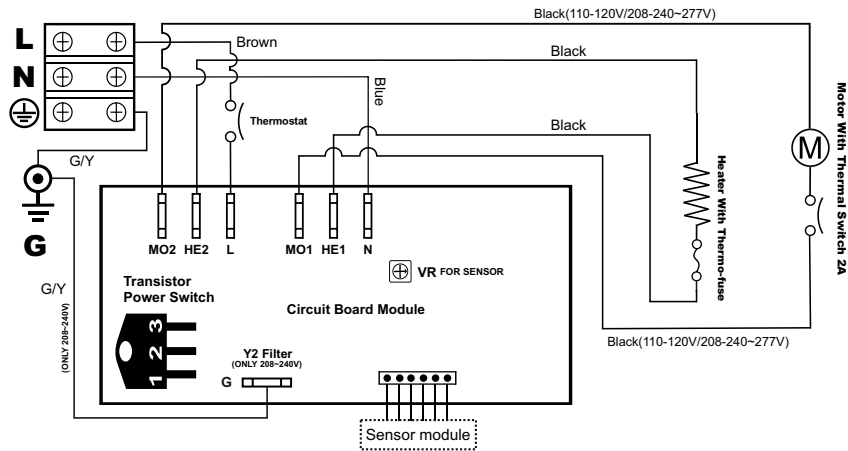 Black(110-120V/208-240~277V)
L
Brown
Black
N
Blue
Thermostat
Black
Motor With Thermal Switch 2A
M
Heater With Thermo-fuse
G/Y
G
MO2 HE2 L MO1 HE1 N
VR FOR SENSOR
G/Y
(ONLY 208~240V)
Transistor
Power Switch
Circuit Board Module
3
2
1
Y2 Filter
(ONLY 208~240V)
G
Black(110-120V/208-240~277V)
Sensor module